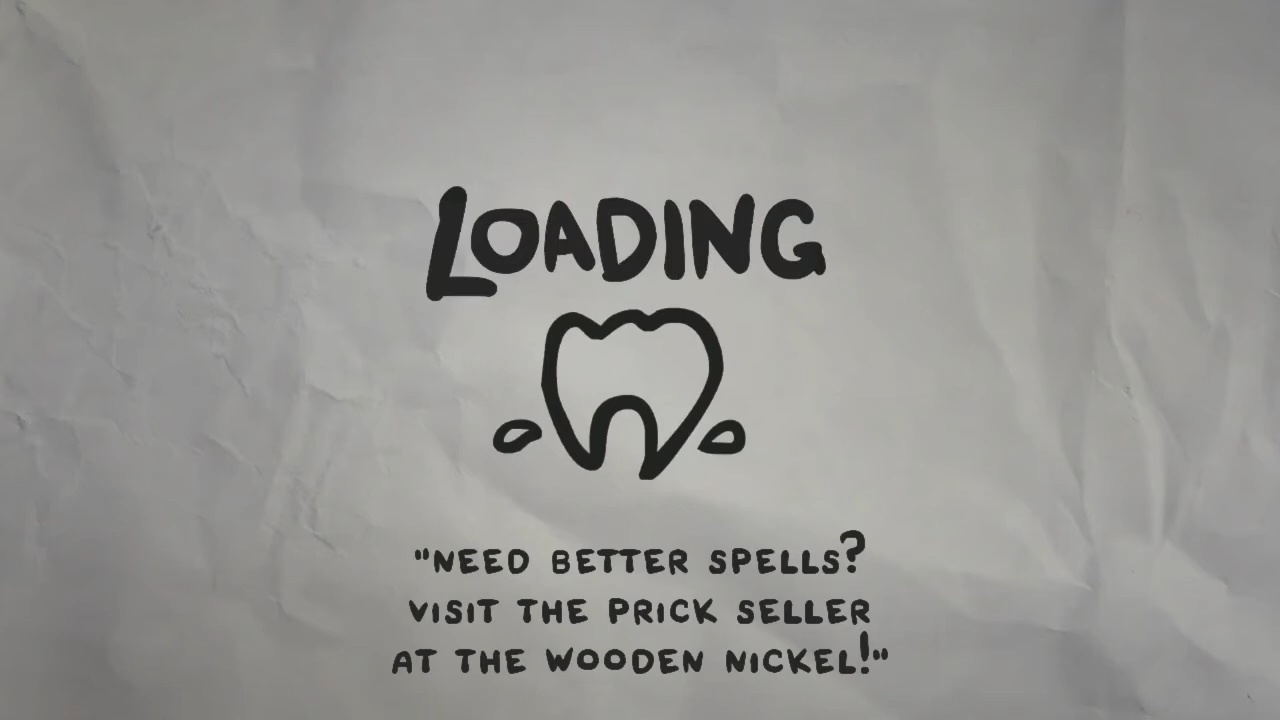 LOADING
"NEED BETTER SPELLS?
VISIT THE PRICK SELLER
AT THE WOODEN NICKEL!"